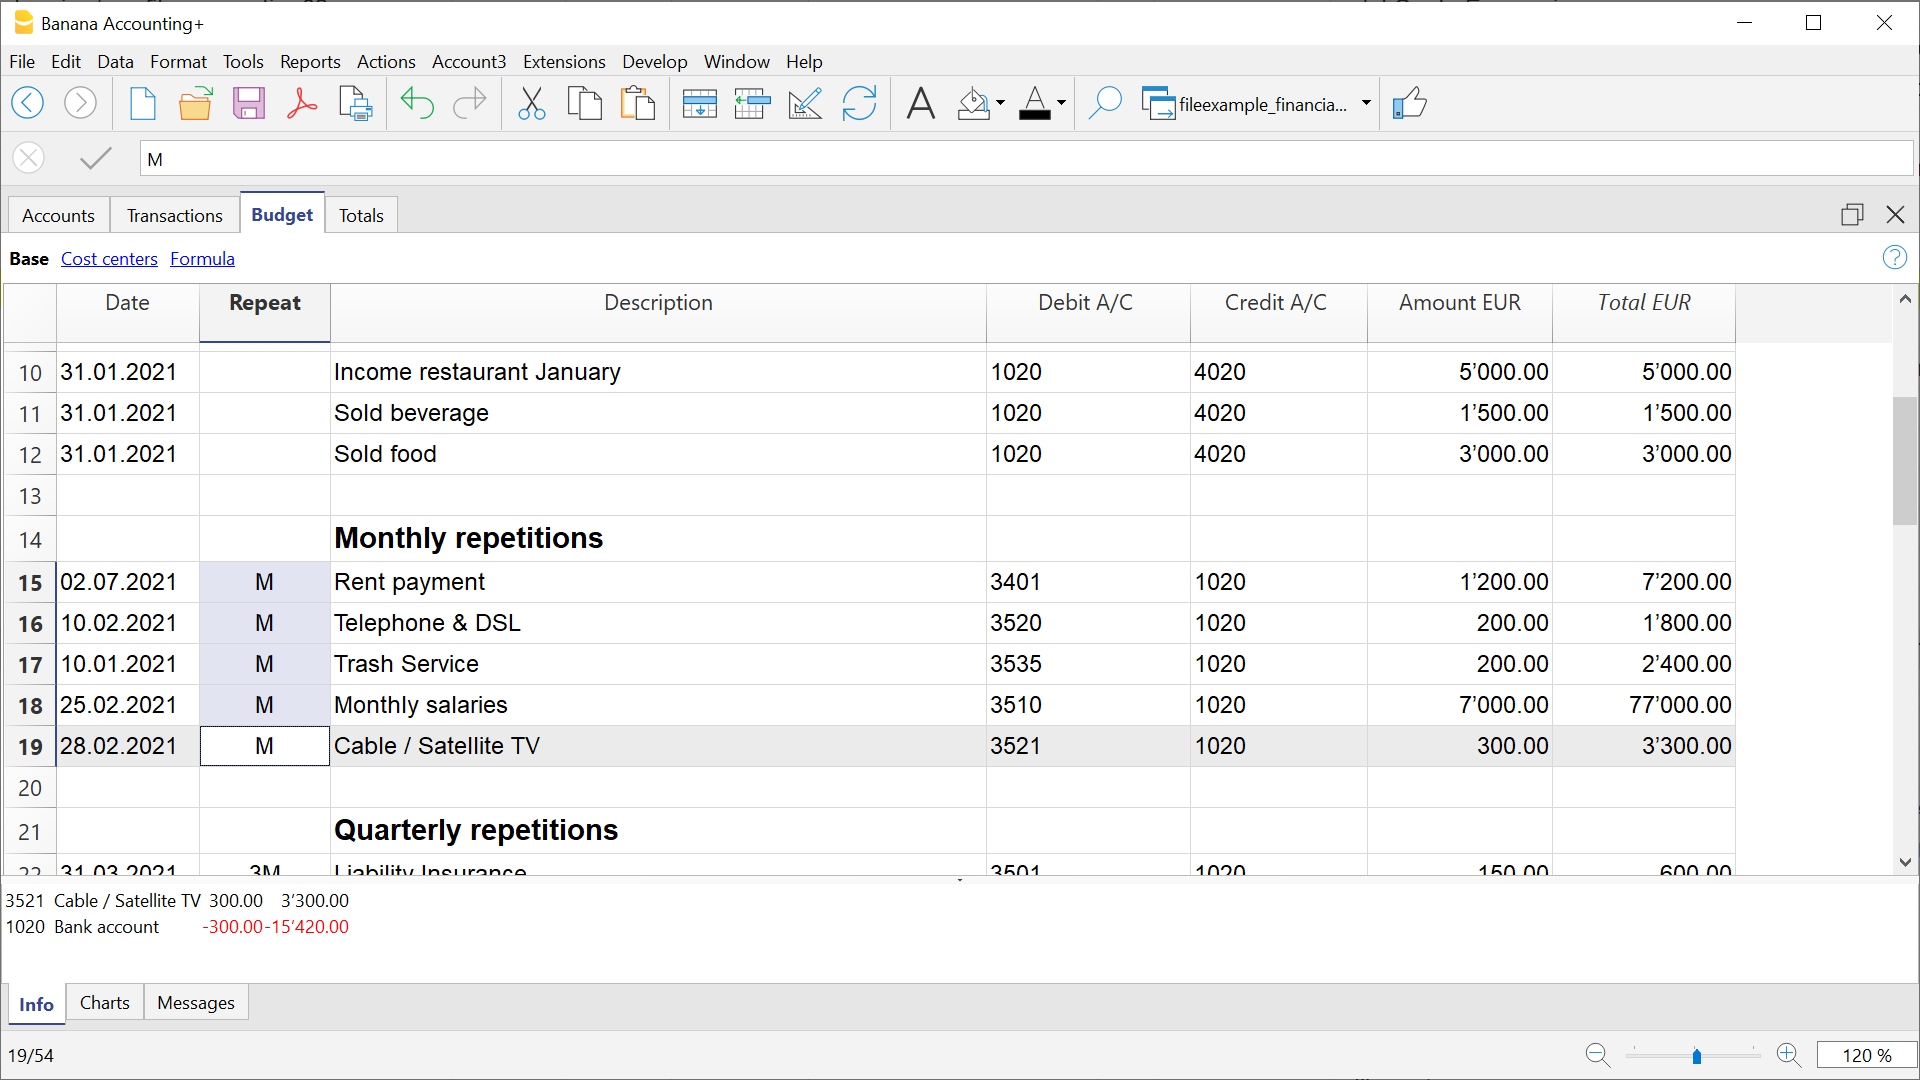 Banana Accounting+
File Edit Data Format Tools Reports Actions Account3 Extensions Develop Window Help
fileexample_financia...
M
Accounts Transactions Budget Totals
Base Cost centers Formula
Date Repeat Description Debit A/C Credit A/C Amount EUR Total EUR
10 31.01.2021 Income restaurant January 1020 4020 5’000.00 5’000.00
11 31.01.2021 Sold beverage 1020 4020 1’500.00 1’500.00
12 31.01.2021 Sold food 1020 4020 3’000.00 3’000.00
13
14 Monthly repetitions
15 02.07.2021 M Rent payment 3401 1020 1’200.00 7’200.00
16 10.02.2021 M Telephone & DSL 3520 1020 200.00 1’800.00
17 10.01.2021 M Trash Service 3535 1020 200.00 2’400.00
18 25.02.2021 M Monthly salaries 3510 1020 7’000.00 77’000.00
19 28.02.2021 M Cable / Satellite TV 3521 1020 300.00 3’300.00
20
21 Quarterly repetitions
22 31.03.2021 3M Liability Insurance 3501 1020 150.00 600.00
3521 Cable / Satellite TV 300.00 3’300.00
1020 Bank account -300.00 -15’420.00
Info Charts Messages
19/54
120 %